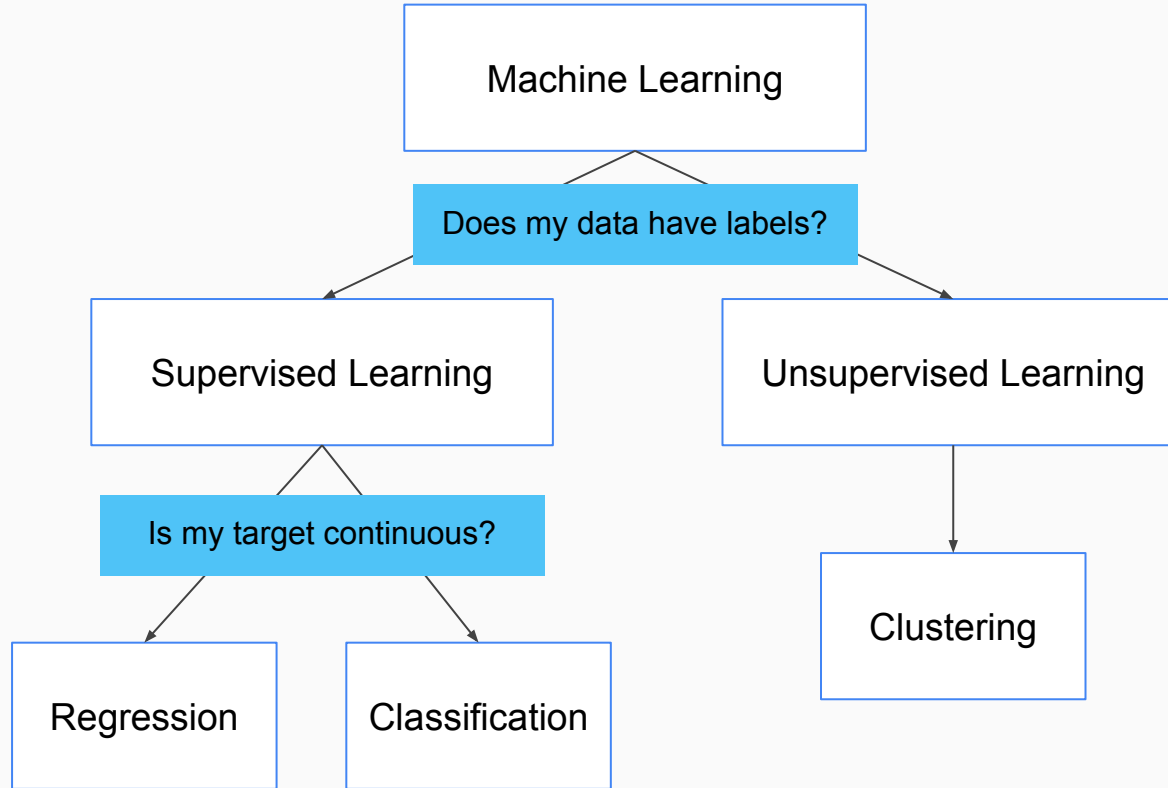 Machine Learning
Does my data have labels?
Supervised Learning
Unsupervised Learning
Is my target continuous?
Clustering
Regression
Classification